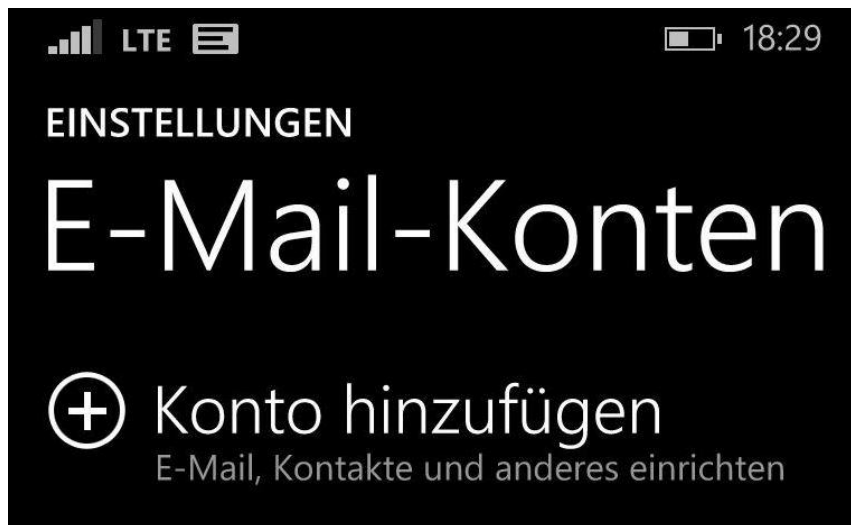 LTE 18:29
EINSTELLUNGEN
E-Mail-Konten
Konto hinzufügen
E-Mail, Kontakte und anderes einrichten